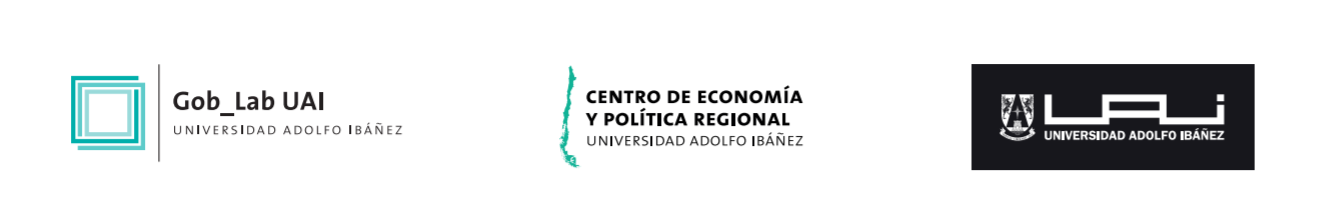 Gob_Lab UAI
UNIVERSIDAD ADOLFO IBÁÑEZ
CENTRO DE ECONOMÍA
Y POLÍTICA REGIONAL
UNIVERSIDAD ADOLFO IBÁÑEZ
UAi
UNIVERSIDAD ADOLFO IBÁÑEZ